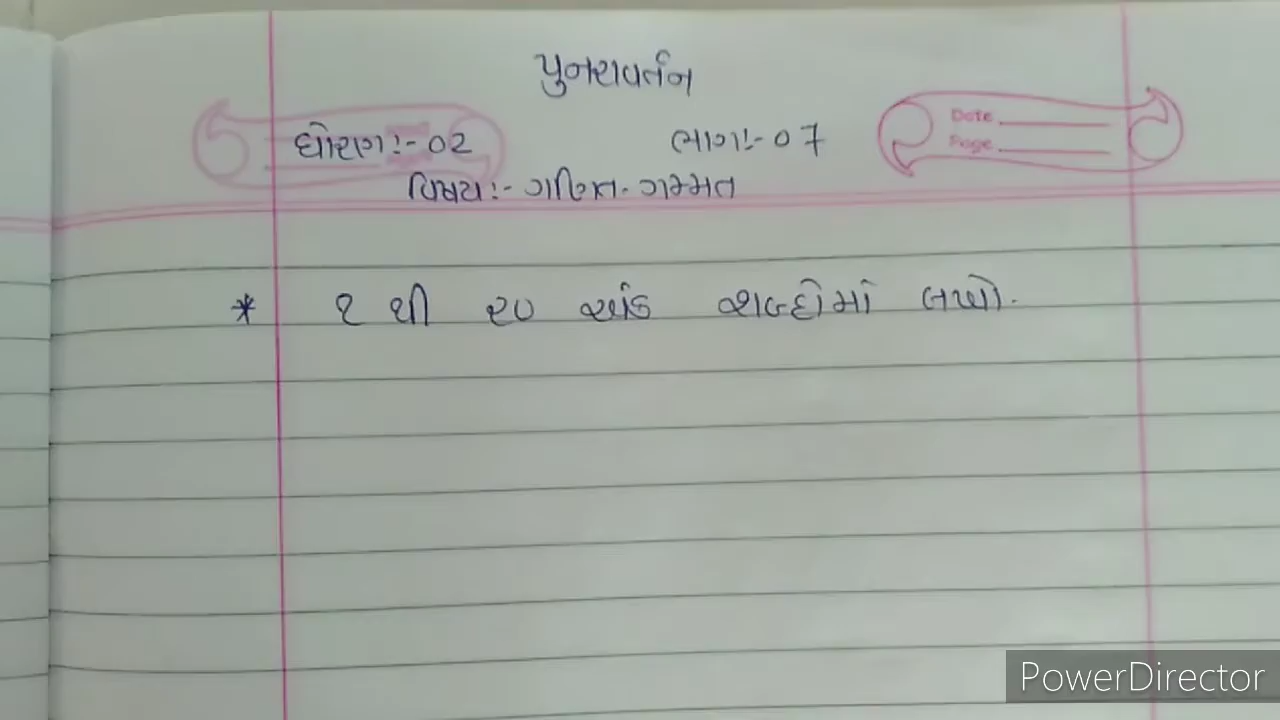 પુનરાવર્તન
ધોરણ:- 02 ભાગ:- 07 Date
Page
વિષય:- ગણિત-ગમ્મત
* ૧ થી ૨૦ અંક શબ્દોમાં લખો.
PowerDirector